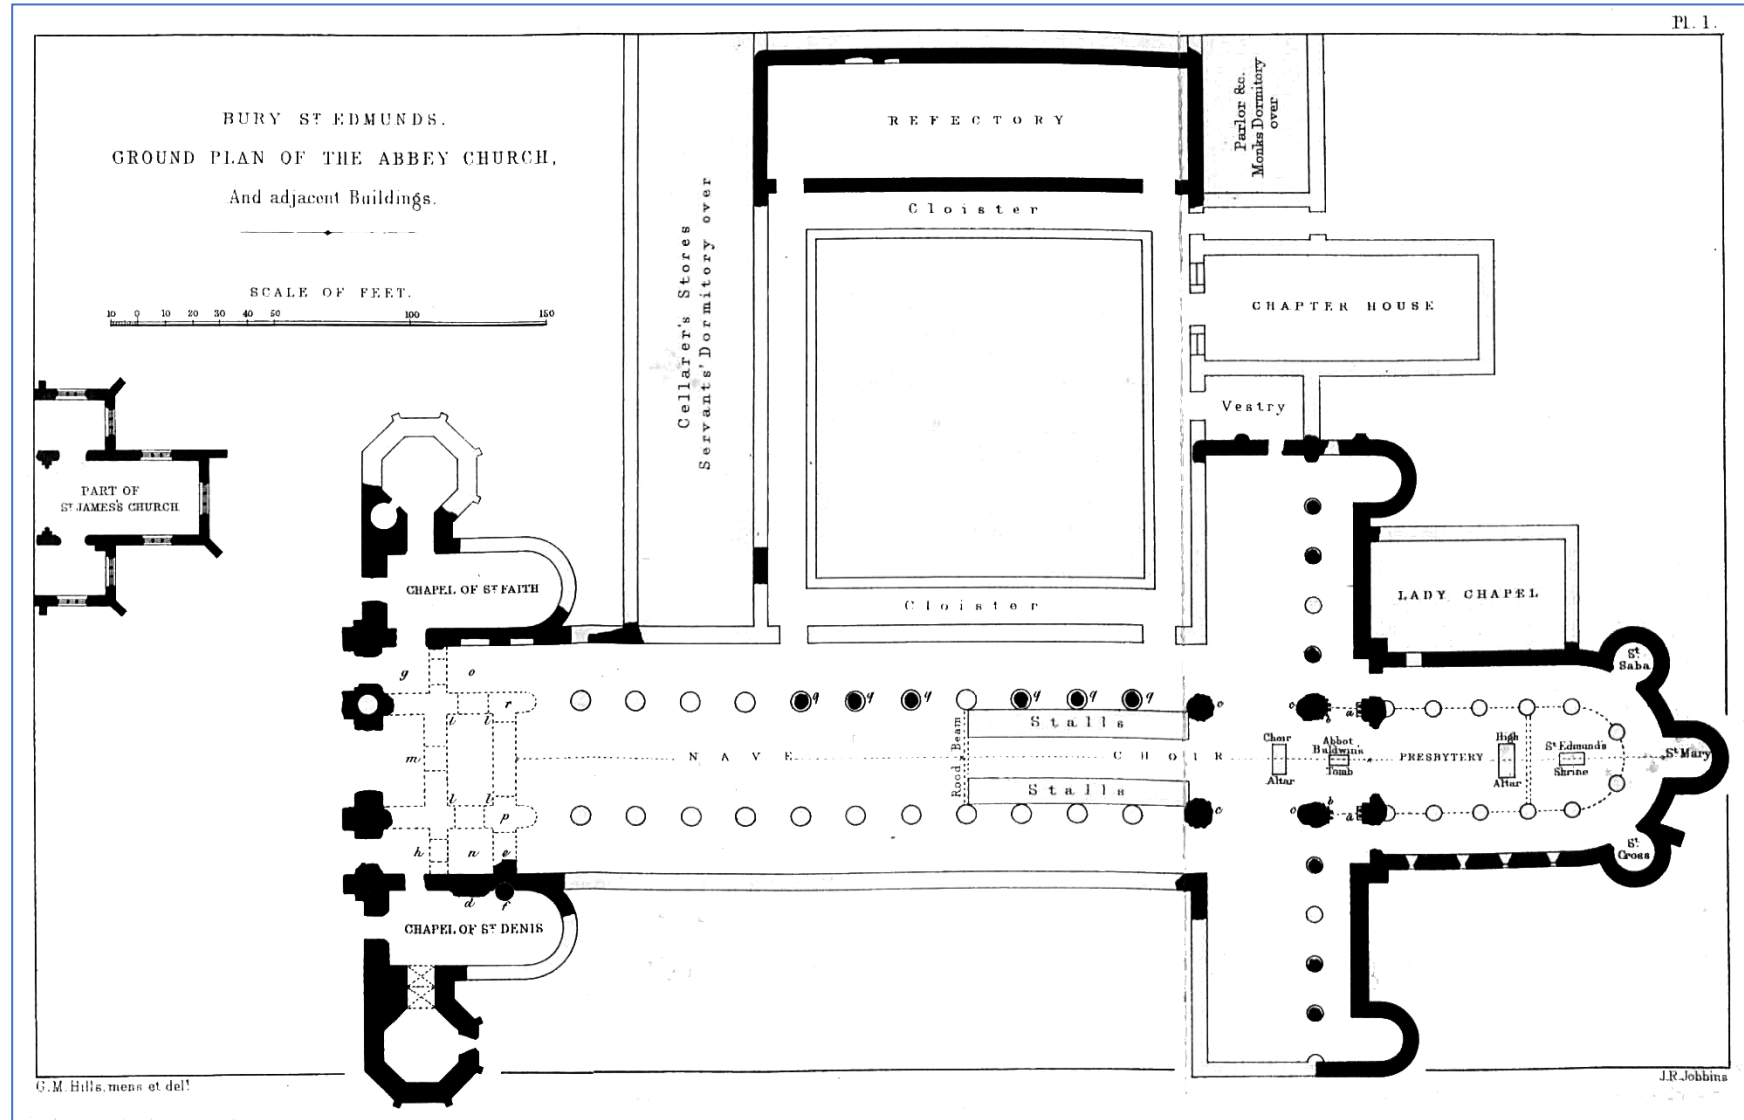 Pl. 1.
BURY ST EDMUNDS.
GROUND PLAN OF THE ABBEY CHURCH,
And adjacent Buildings.
SCALE OF FEET.
10 0 10 20 30 40 50 100 150
REFECTORY
Parlor &c.
Monks Dormitory
over
Cloister
Cellarer's Stores
Servants' Dormitory over
CHAPTER HOUSE
Vestry
PART OF
ST JAMES'S CHURCH
CHAPEL OF ST FAITH
Cloister
LADY CHAPEL
St
Saba
g
o
r
l
l
q
q
q
q
q
q
c
c
b
a
Stalls
Rood Beam
m
NAVE
CHOIR
Choir
Altar
Abbot
Baldwin's
Tomb
PRESBYTERY
High
Altar
St Edmund's
Shrine
St Mary
Stalls
l
l
p
c
c
b
a
h
n
e
St
Cross
d
f
CHAPEL OF ST DENIS
G.M. Hills, mens et delt
J.R. Jobbins